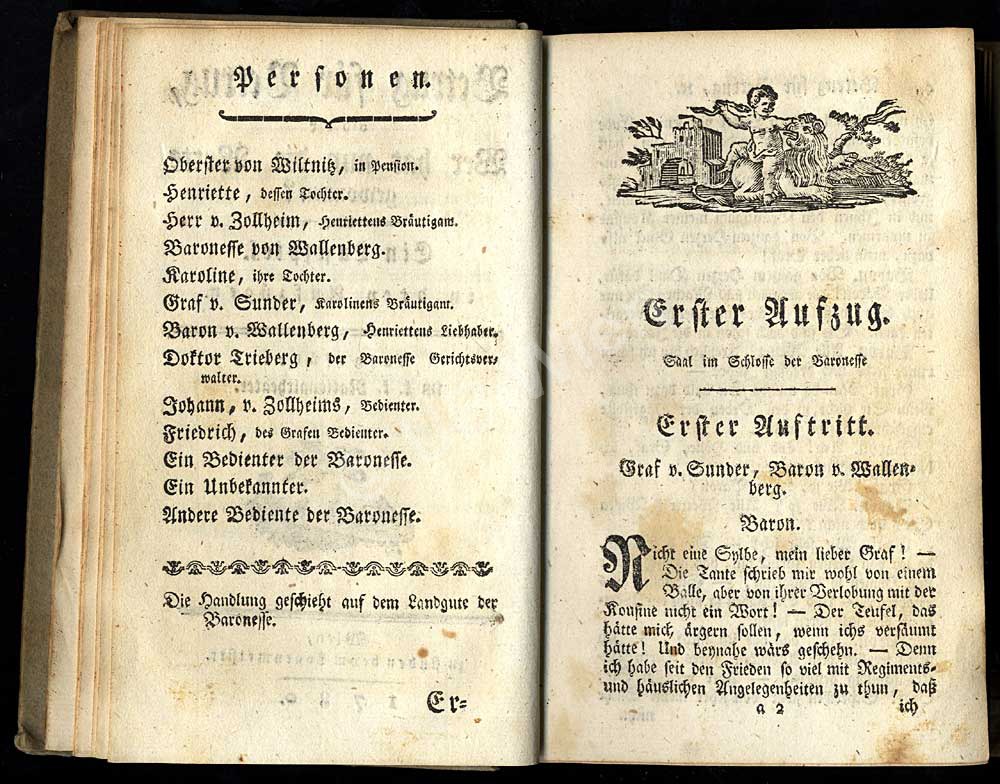 Personen.
Oberster von Wiltnitz, in Pension.
Henriette, dessen Tochter.
Herr v. Zollheim, Henriettens Bräutigam.
Baronesse von Wallenberg.
Karoline, ihre Tochter.
Graf v. Sunder, Karolinens Bräutigam.
Baron v. Wallenberg, Henriettens Liebhaber.
Doktor Trieberg, der Baronesse Gerichtsver-
walter.
Johann, v. Zollheims, Bedienter.
Friedrich, des Grafen Bedienter.
Ein Bedienter der Baronesse.
Ein Unbekannter.
Andere Bediente der Baronesse.
Die Handlung geschieht auf dem Landgute der
Baronesse.
Er-
Erster Aufzug.
Saal im Schlosse der Baronesse
Erster Auftritt.
Graf v. Sunder, Baron v. Wallen-
berg.
Baron.
Nicht eine Sylbe, mein lieber Graf! —
Die Tante schrieb mir wohl von einem
Balle, aber von ihrer Verlobung mit der
Kousine nicht ein Wort! — Der Teufel, das
hätte mich ärgern sollen, wenn ichs versäumt
hätte! Und beynahe wärs geschehn. — Denn
ich habe seit den Frieden so viel mit Regiments-
und häuslichen Angelegenheiten zu thun, daß
a 2 ich